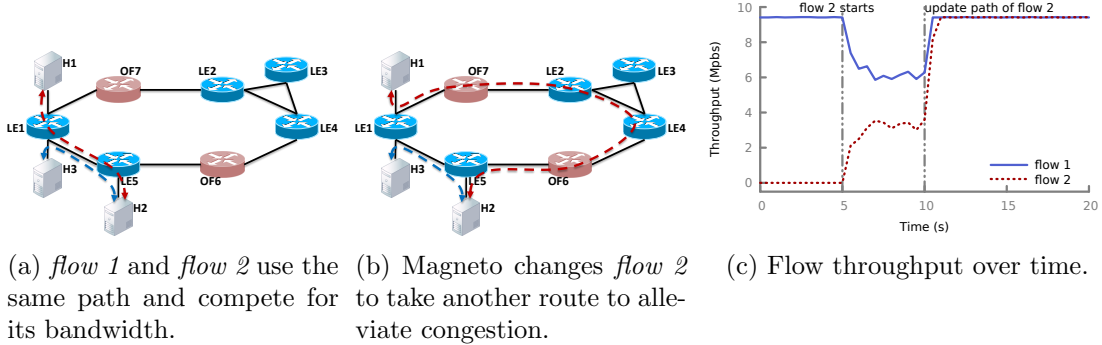 H1
OF7
LE2
LE3
LE1
LE4
H3
LE5
OF6
H2
H1
OF7
LE2
LE3
LE1
LE4
H3
LE5
OF6
H2
flow 2 starts
update path of flow 2
10
8
6
4
2
0
Throughput (Mpbs)
flow 1
flow 2
0
5
10
15
20
Time (s)
(a) flow 1 and flow 2 use the
same path and compete for
its bandwidth.
(b) Magneto changes flow 2
to take another route to alle-
viate congestion.
(c) Flow throughput over time.